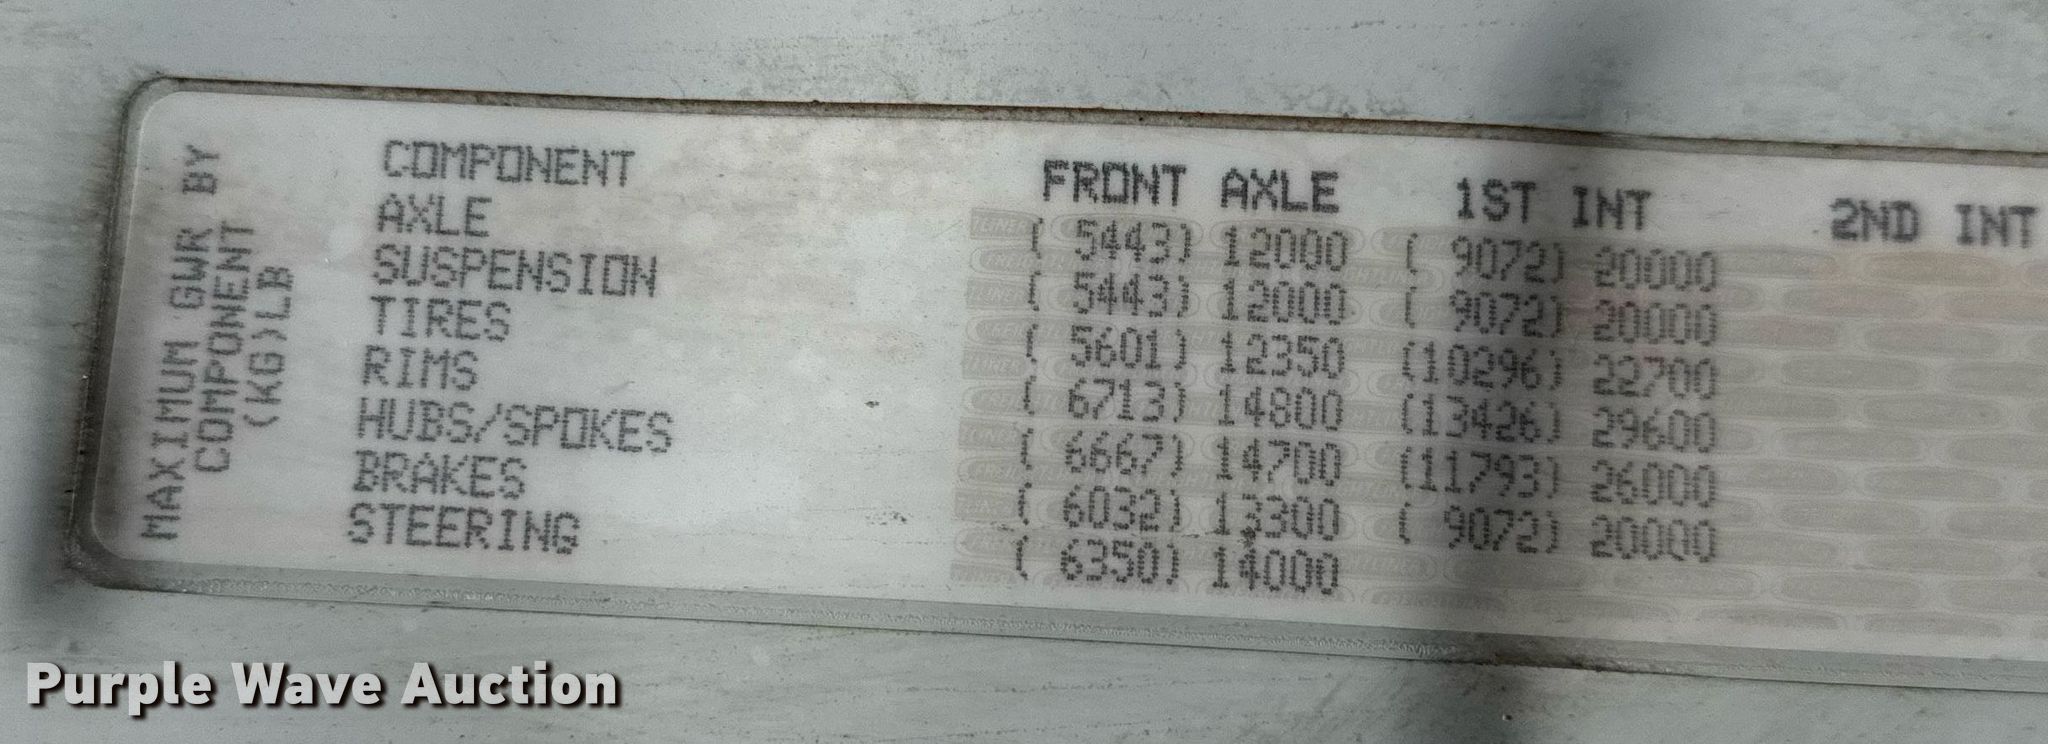 MAXIMUM GWR BY
COMPONENT
(KG)LB
COMPONENT FRONT AXLE 1ST INT 2ND INT
AXLE ( 5443) 12000 ( 9072) 20000
SUSPENSION ( 5443) 12000 ( 9072) 20000
TIRES ( 5601) 12350 (10296) 22700
RIMS ( 6713) 14800 (13426) 29600
HUBS/SPOKES ( 6667) 14700 (11793) 26000
BRAKES ( 6032) 13300 ( 9072) 20000
STEERING ( 6350) 14000
Purple Wave Auction